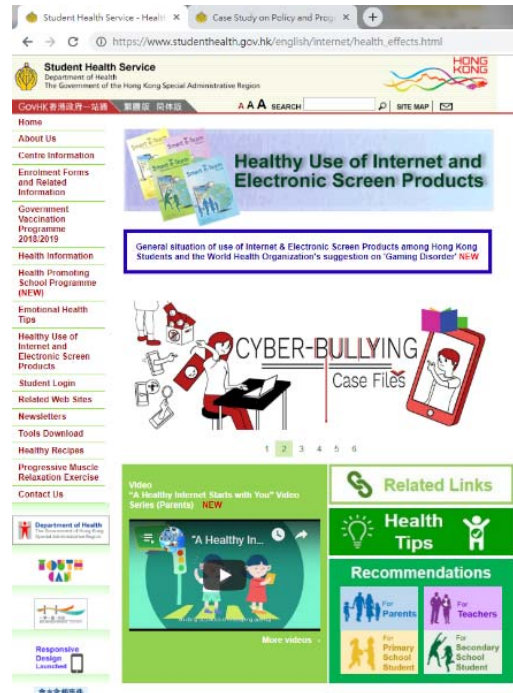 Student Health Service - Healt
Case Study on Policy and Prog
https://www.studenthealth.gov.hk/english/internet/health_effects.html
Student Health Service
Department of Health
The Government of the Hong Kong Special Administrative Region
HONG
KONG
GOVHK香港政府一站通
繁體版 简体版
A A A SEARCH
SITE MAP
Home
About Us
Centre Information
Enrolment Forms
and Related
Information
Government
Vaccination
Programme
2018/2019
Health Information
Health Promoting
School Programme
(NEW)
Emotional Health
Tips
Healthy Use of
Internet and
Electronic Screen
Products
Student Login
Related Web Sites
Newsletters
Tools Download
Healthy Recipes
Progressive Muscle
Relaxation Exercise
Contact Us
Department of Health
YOUTH
CAN
Responsive
Design
Launched
Healthy Use of Internet and
Electronic Screen Products
General situation of use of Internet & Electronic Screen Products among Hong Kong
Students and the World Health Organization's suggestion on 'Gaming Disorder' NEW
CYBER-BULLYING
Case Files
1 2 3 4 5 6
Video
"A Healthy Internet Starts with You" Video
Series (Parents) NEW
"A Healthy In...
More videos
Related Links
Health
Tips
Recommendations
For
Parents
For
Teachers
For
Primary
School
Student
For
Secondary
School
Student